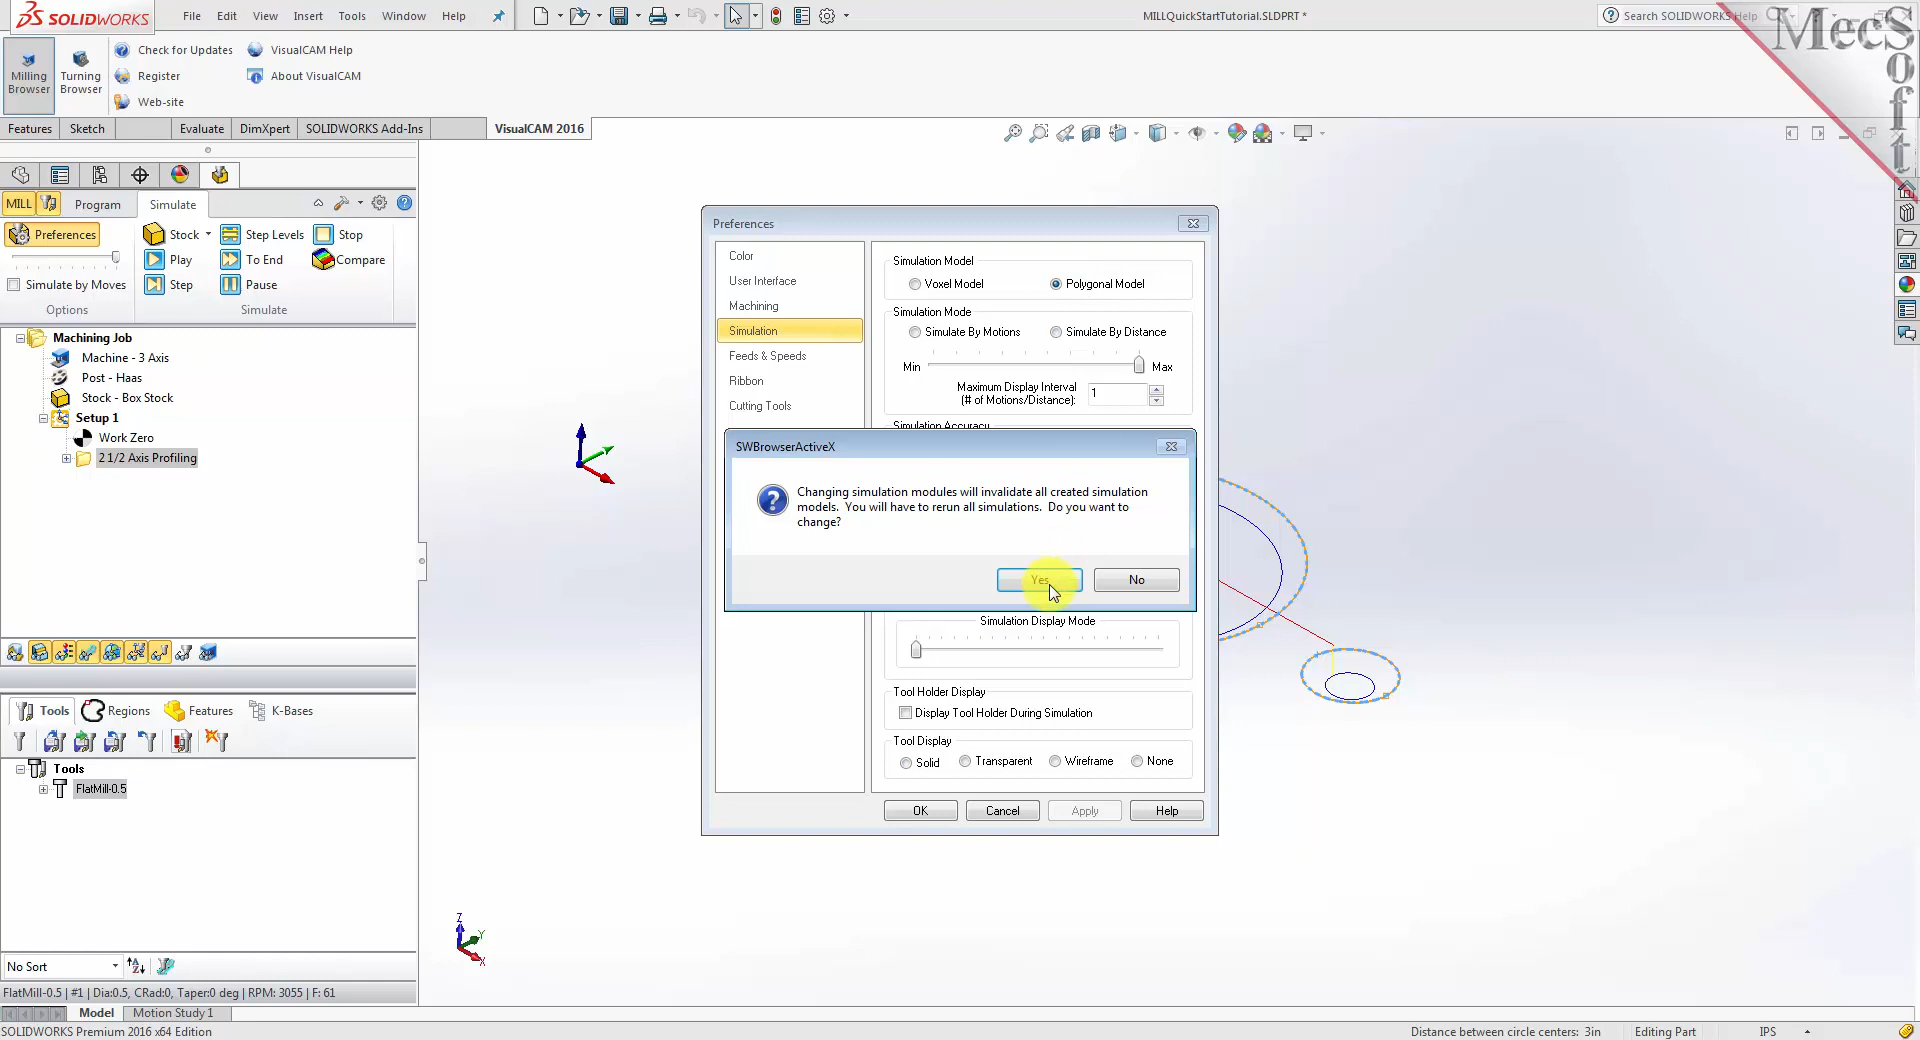 SOLIDWORKS File Edit View Insert Tools Window Help
MILLQuickStartTutorial.SLDPRT *
Search SOLIDWORKS Help
MecSoft
Milling Browser
Turning Browser
Check for Updates
VisualCAM Help
Register
About VisualCAM
Web-site
Features Sketch Evaluate DimXpert SOLIDWORKS Add-Ins VisualCAM 2016
MILL Program Simulate
Preferences Stock Step Levels Stop
Play To End Compare
Simulate by Moves Step Pause
Options Simulate
Machining Job
Machine - 3 Axis
Post - Haas
Stock - Box Stock
Setup 1
Work Zero
2 1/2 Axis Profiling
Tools Regions Features K-Bases
Tools
FlatMill-0.5
No Sort
FlatMill-0.5 | #1 | Dia:0.5, CRad:0, Taper:0 deg | RPM: 3055 | F: 61
Model Motion Study 1
SOLIDWORKS Premium 2016 x64 Edition
Distance between circle centers: 3in Editing Part IPS
Preferences
Color
User Interface
Machining
Simulation
Feeds & Speeds
Ribbon
Cutting Tools
Simulation Model
Voxel Model Polygonal Model
Simulation Mode
Simulate By Motions Simulate By Distance
Min Max
Maximum Display Interval
(# of Motions/Distance): 1
Simulation Accuracy
SWBrowserActiveX
Changing simulation modules will invalidate all created simulation
models. You will have to rerun all simulations. Do you want to
change?
Yes No
Simulation Display Mode
Tool Holder Display
Display Tool Holder During Simulation
Tool Display
Solid Transparent Wireframe None
OK Cancel Apply Help
Z
Y
X